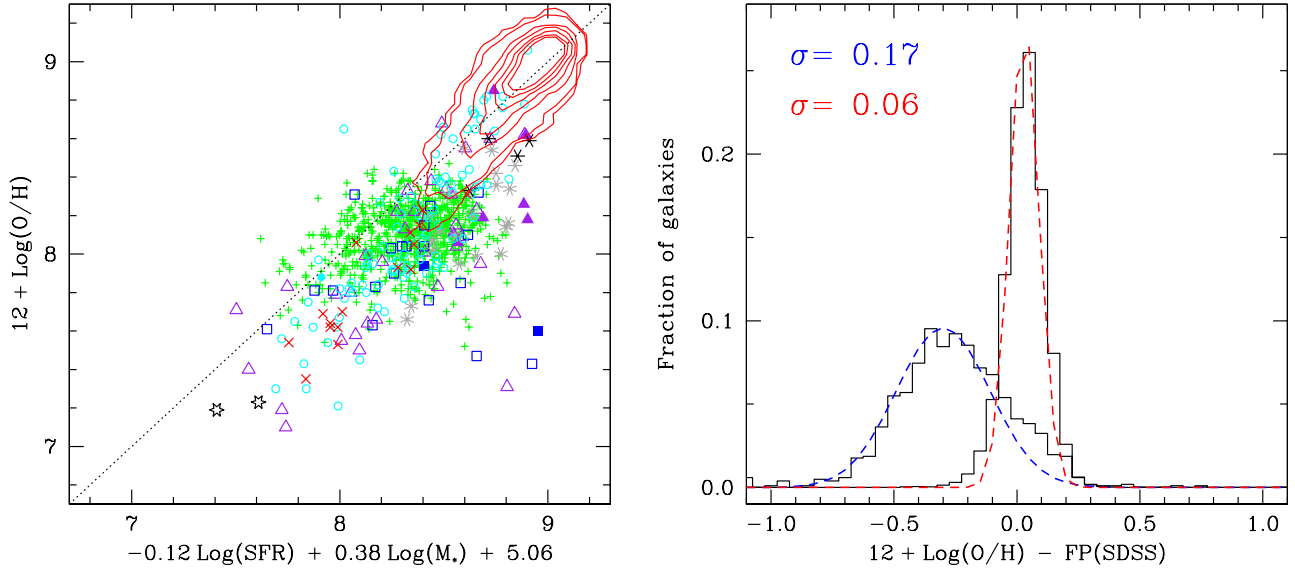 σ= 0.17
σ= 0.06
9
8
7
12 + Log(O/H)
7 8 9
−0.12 Log(SFR) + 0.38 Log(M*) + 5.06
0.2
0.1
0.0
Fraction of galaxies
−1.0 −0.5 0.0 0.5 1.0
12 + Log(O/H) − FP(SDSS)